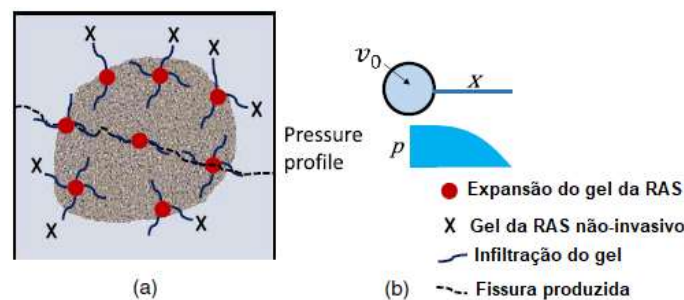 X
X
X
X
X
X
X
(a)
Pressure
profile
v₀
x
p
(b)
Expansão do gel da RAS
X Gel da RAS não-invasivo
Infiltração do gel
Fissura produzida